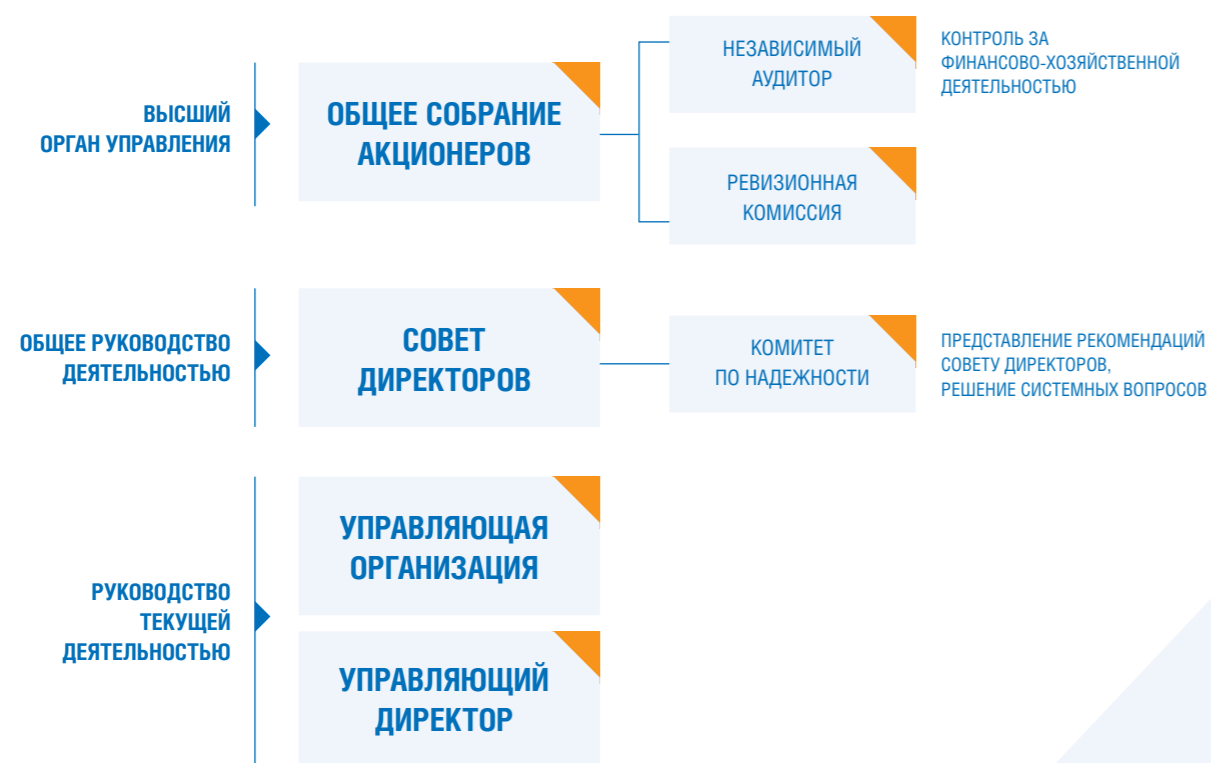 ВЫСШИЙ
ОРГАН УПРАВЛЕНИЯ
ОБЩЕЕ СОБРАНИЕ
АКЦИОНЕРОВ
НЕЗАВИСИМЫЙ
АУДИТОР
КОНТРОЛЬ ЗА
ФИНАНСОВО-ХОЗЯЙСТВЕННОЙ
ДЕЯТЕЛЬНОСТЬЮ
РЕВИЗИОННАЯ
КОМИССИЯ
ОБЩЕЕ РУКОВОДСТВО
ДЕЯТЕЛЬНОСТЬЮ
СОВЕТ
ДИРЕКТОРОВ
КОМИТЕТ
ПО НАДЕЖНОСТИ
ПРЕДСТАВЛЕНИЕ РЕКОМЕНДАЦИЙ
СОВЕТУ ДИРЕКТОРОВ,
РЕШЕНИЕ СИСТЕМНЫХ ВОПРОСОВ
РУКОВОДСТВО
ТЕКУЩЕЙ
ДЕЯТЕЛЬНОСТЬЮ
УПРАВЛЯЮЩАЯ
ОРГАНИЗАЦИЯ
УПРАВЛЯЮЩИЙ
ДИРЕКТОР